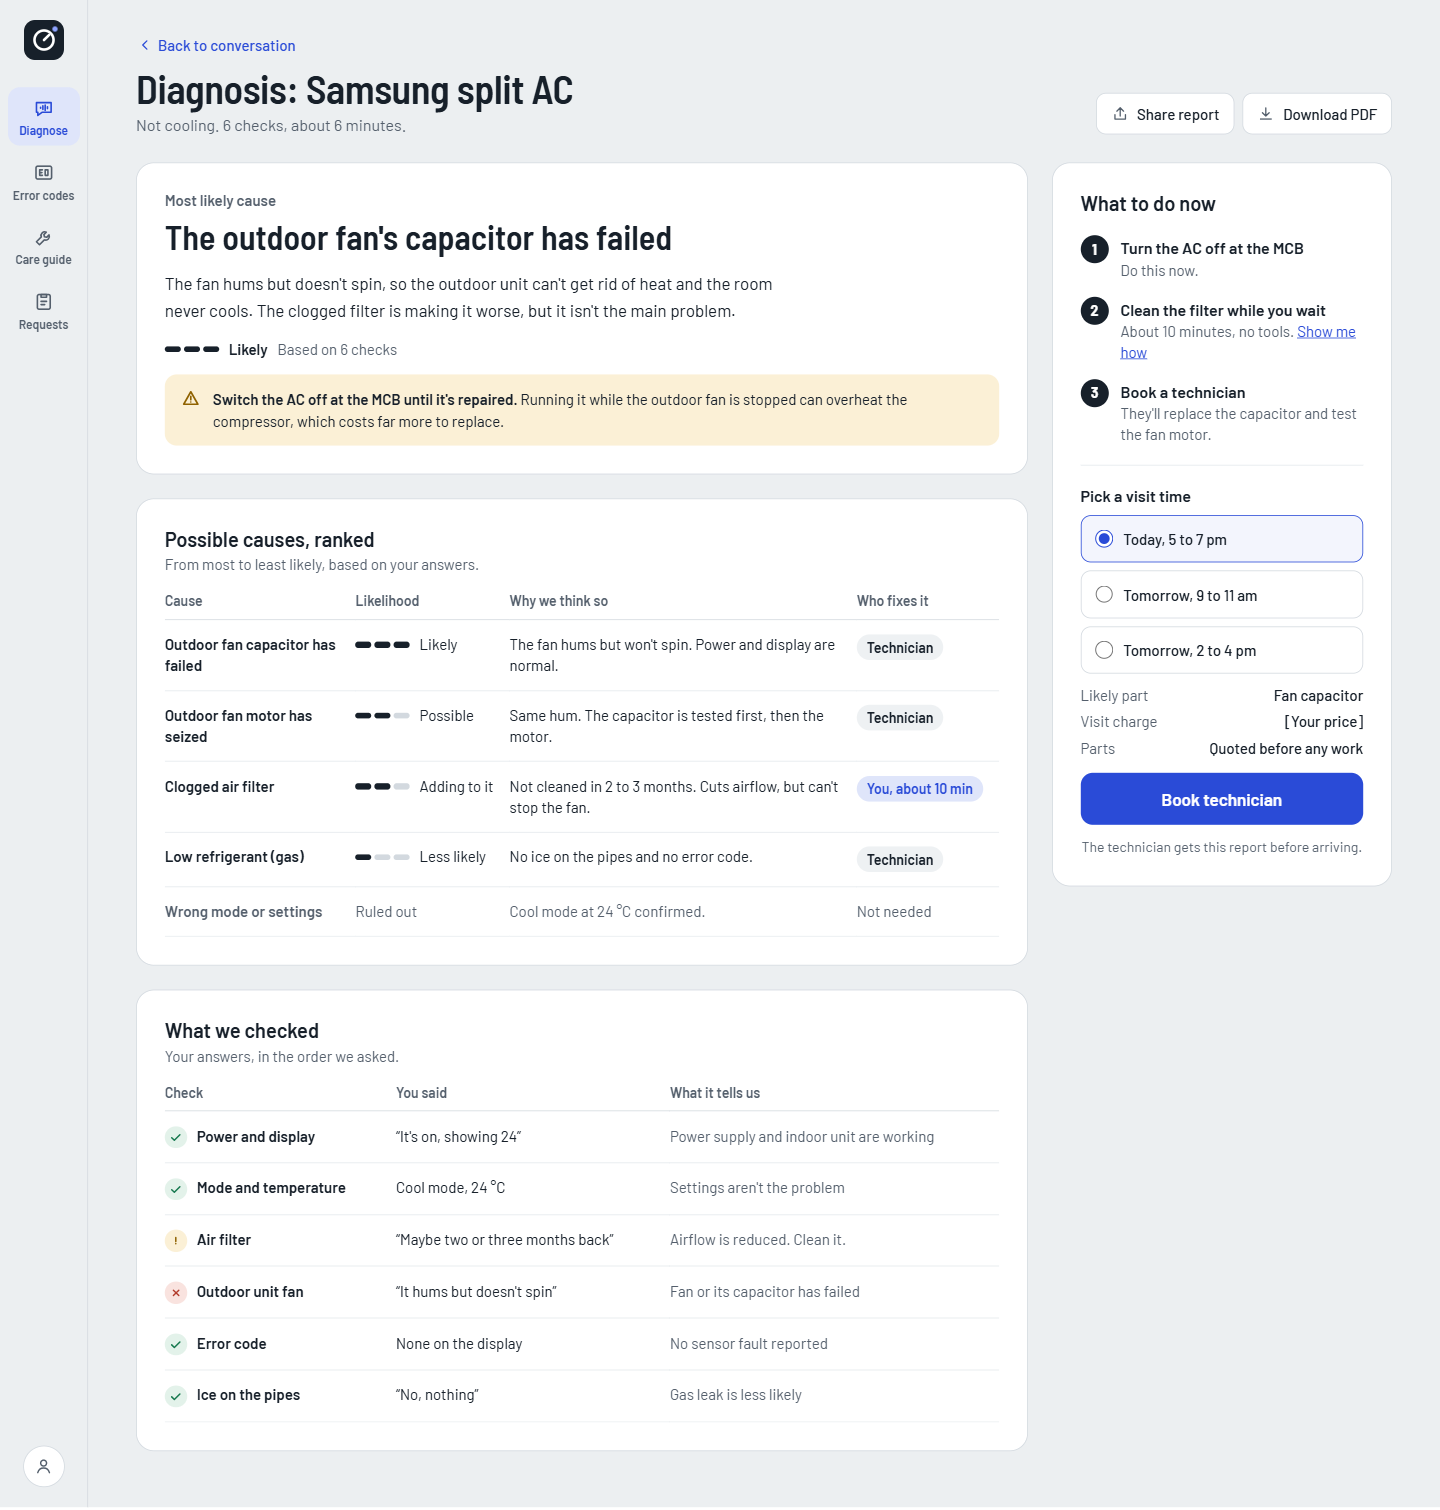 Diagnose
Error codes
Care guide
Requests
Back to conversation
Diagnosis: Samsung split AC
Not cooling. 6 checks, about 6 minutes.
Share report
Download PDF
Most likely cause
The outdoor fan's capacitor has failed
The fan hums but doesn't spin, so the outdoor unit can't get rid of heat and the room
never cools. The clogged filter is making it worse, but it isn't the main problem.
Likely Based on 6 checks
Switch the AC off at the MCB until it's repaired. Running it while the outdoor fan is stopped can overheat the
compressor, which costs far more to replace.
Possible causes, ranked
From most to least likely, based on your answers.
Cause Likelihood Why we think so Who fixes it
Outdoor fan capacitor has Likely The fan hums but won't spin. Power and display are Technician
failed normal.
Outdoor fan motor has Possible Same hum. The capacitor is tested first, then the Technician
seized motor.
Clogged air filter Adding to it Not cleaned in 2 to 3 months. Cuts airflow, but can't You, about 10 min
stop the fan.
Low refrigerant (gas) Less likely No ice on the pipes and no error code. Technician
Wrong mode or settings Ruled out Cool mode at 24 °C confirmed. Not needed
What we checked
Your answers, in the order we asked.
Check You said What it tells us
Power and display “It's on, showing 24” Power supply and indoor unit are working
Mode and temperature Cool mode, 24 °C Settings aren't the problem
! Air filter “Maybe two or three months back” Airflow is reduced. Clean it.
Outdoor unit fan “It hums but doesn't spin” Fan or its capacitor has failed
Error code None on the display No sensor fault reported
Ice on the pipes “No, nothing” Gas leak is less likely
What to do now
1 Turn the AC off at the MCB
Do this now.
2 Clean the filter while you wait
About 10 minutes, no tools. Show me
how
3 Book a technician
They'll replace the capacitor and test
the fan motor.
Pick a visit time
Today, 5 to 7 pm
Tomorrow, 9 to 11 am
Tomorrow, 2 to 4 pm
Likely part Fan capacitor
Visit charge [Your price]
Parts Quoted before any work
Book technician
The technician gets this report before arriving.